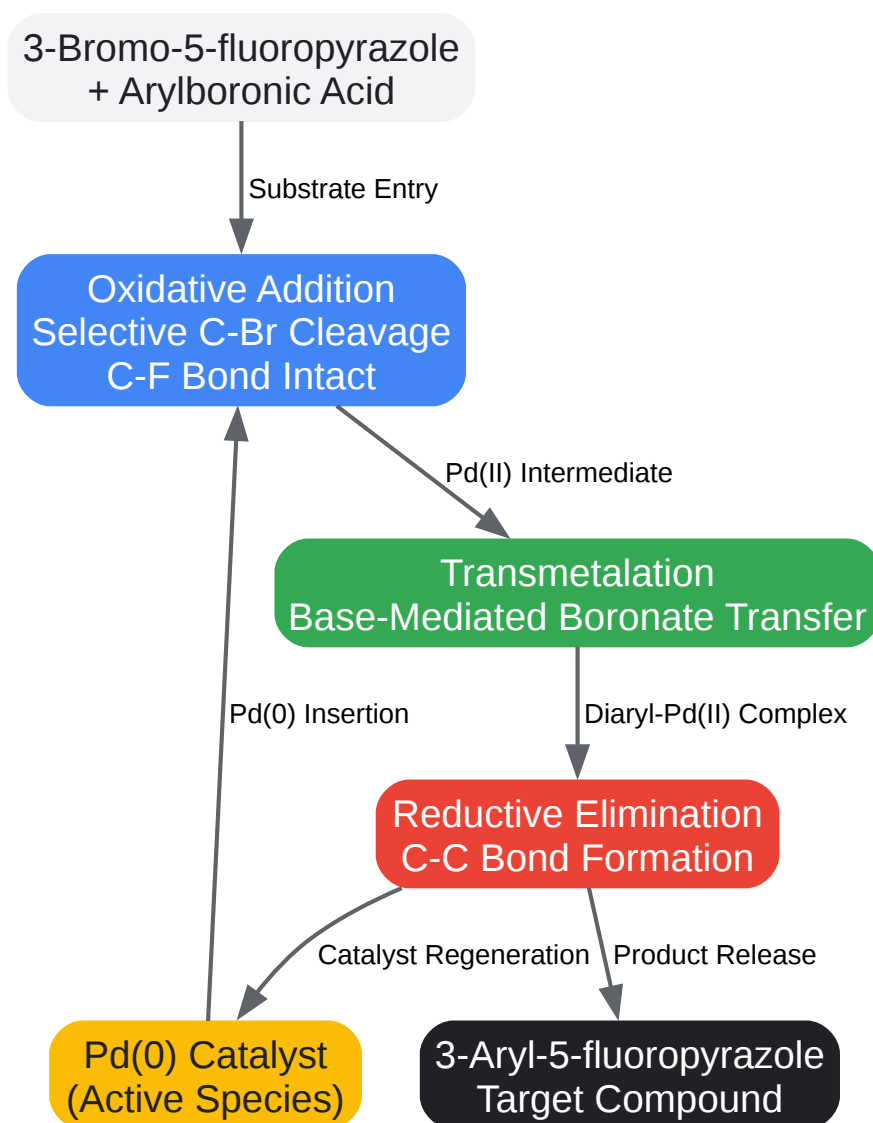 3-Bromo-5-fluoropyrazole
+ Arylboronic Acid
Substrate Entry
Oxidative Addition
Selective C-Br Cleavage
C-F Bond Intact
Pd(II) Intermediate
Transmetalation
Base-Mediated Boronate Transfer
Pd(0) Insertion
Diaryl-Pd(II) Complex
Reductive Elimination
C-C Bond Formation
Catalyst Regeneration
Product Release
Pd(0) Catalyst
(Active Species)
3-Aryl-5-fluoropyrazole
Target Compound